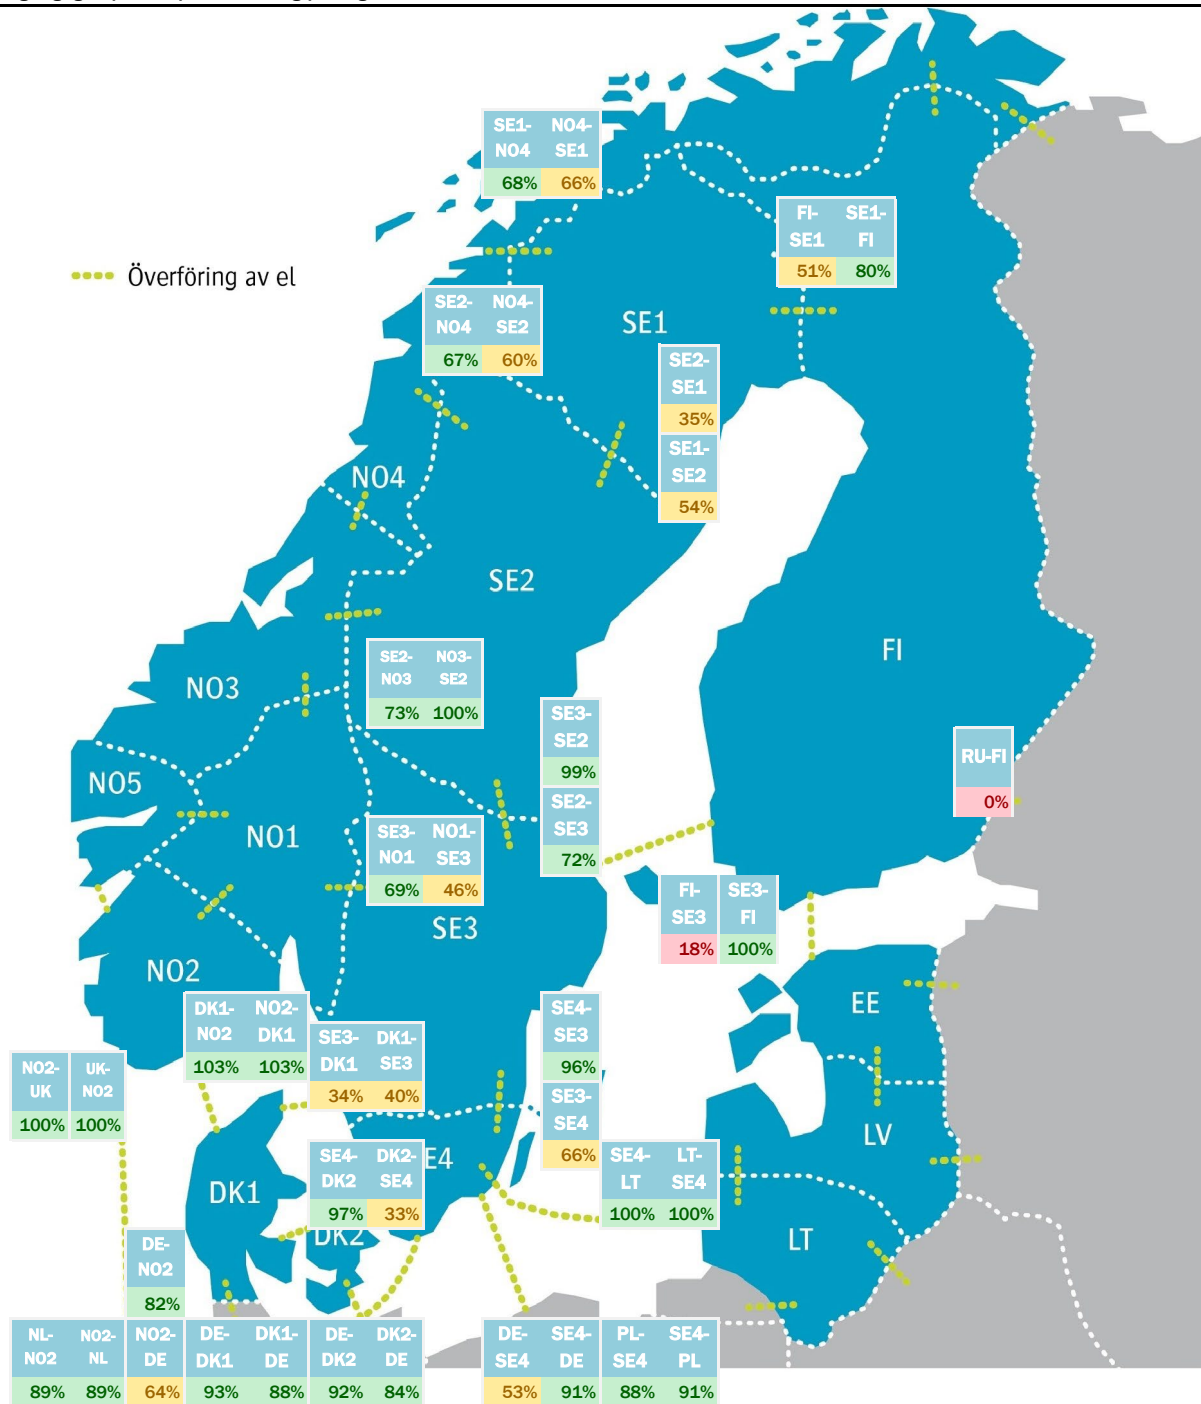 SE1- NO4-
NO4 SE1
68% 66%
FI- SE1-
SE1 FI
51% 80%
Överföring av el
SE2- NO4-
NO4 SE2
67% 60%
SE1
SE2-
SE1
35%
SE1-
SE2
54%
NO4
SE2
FI
SE2- NO3-
NO3 SE2
73% 100%
NO3
SE3-
SE2
99%
RU-FI
0%
NO5
SE2-
SE3
72%
NO1
SE3- NO1-
NO1 SE3
69% 46%
SE3
FI- SE3-
SE3 FI
18% 100%
NO2
EE
DK1- NO2-
NO2 DK1
103% 103%
SE3- DK1-
DK1 SE3
34% 40%
SE4-
SE3
96%
NO2- UK-
UK NO2
100% 100%
SE3-
SE4
66%
LV
SE4- DK2-
DK2 SE4
97% 33%
E4
SE4- LT-
LT SE4
100% 100%
DK1
DK2
LT
DE-
NO2
82%
NL- NO2- NO2- DE- DK1- DE- DK2- DE- SE4- PL- SE4-
NO2 NL DE DK1 DE DK2 DE SE4 DE SE4 PL
89% 89% 64% 93% 88% 92% 84% 53% 91% 88% 91%